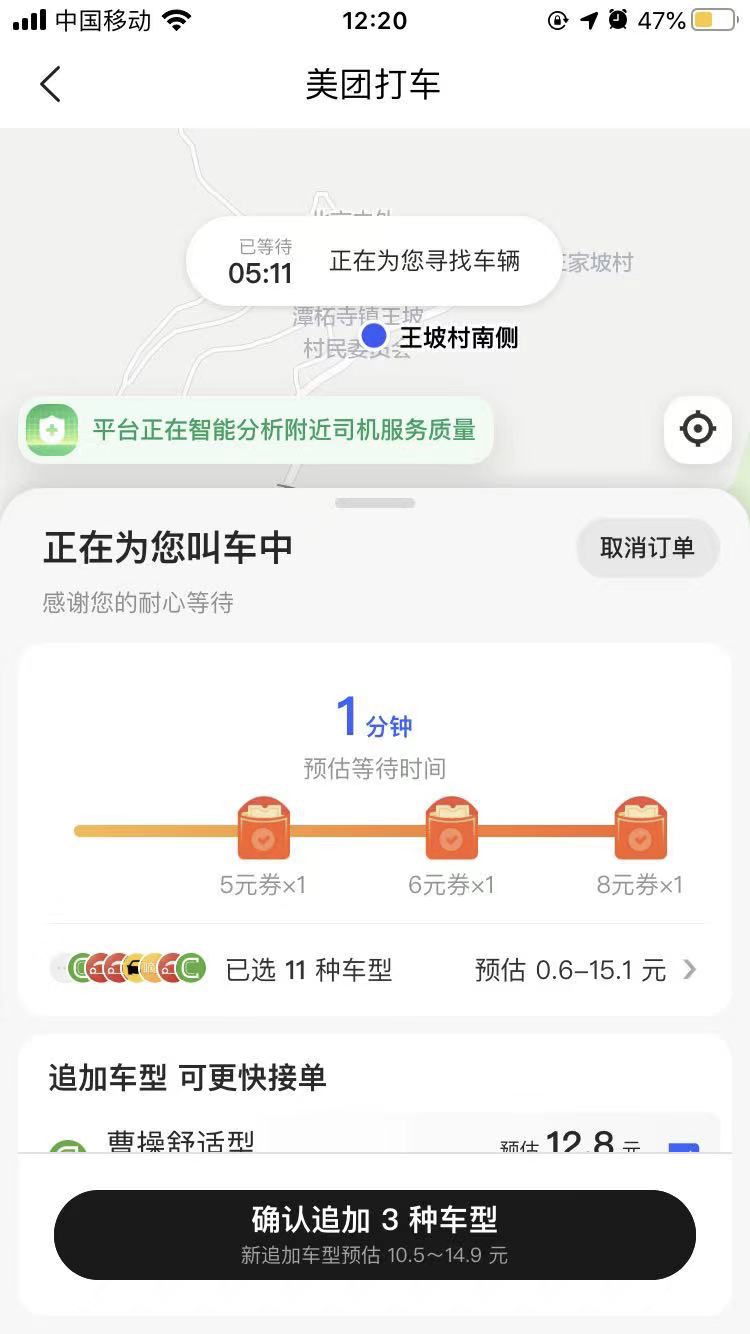 中国移动
12:20
47%
美团打车
已等待
05:11
正在为您寻找车辆
王家坡村
潭柘寺镇王坡
村民委员会
王坡村南侧
平台正在智能分析附近司机服务质量
正在为您叫车中
取消订单
感谢您的耐心等待
1分钟
预估等待时间
5元券×1
6元券×1
8元券×1
已选 11 种车型
预估 0.6–15.1 元
追加车型 可更快接单
曹操舒适型
预估 12.8 元
确认追加 3 种车型
新追加车型预估 10.5～14.9 元